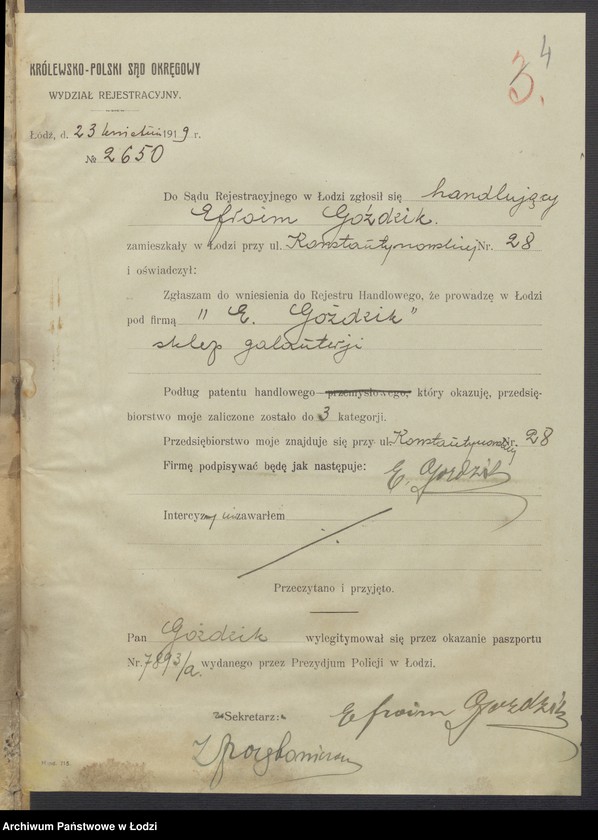 4
3.
KRÓLEWSKO-POLSKI SĄD OKRĘGOWY
WYDZIAŁ REJESTRACYJNY.
Łódź, d. 23 kwietnia 1919 r.
№ 2650
Do Sądu Rejestracyjnego w Łodzi zgłosił się handlujący
Efroim Goździk.
zamieszkały w Łodzi przy ul. Konstantynowskiej Nr. 28
i oświadczył:
Zgłaszam do wniesienia do Rejestru Handlowego, że prowadzę w Łodzi
pod firmą "E. Goździk"
sklep galanterji
Podług patentu handlowego przemysłowego, który okazuję, przedsię-
biorstwo moje zaliczone zostało do 3 kategorji.
Przedsiębiorstwo moje znajduje się przy ul. Konstantynowskiej Nr. 28
Firmę podpisywać będę jak następuje: E. Gozdzik
Intercyzy nie zawarłem
Przeczytano i przyjęto.
Pan Goździk wylegitymował się przez okazanie paszportu
Nr. 7893/a. wydanego przez Prezydjum Policji w Łodzi.
Efroim Gozdzik
Sekretarz:
Archiwum Państwowe w Łodzi